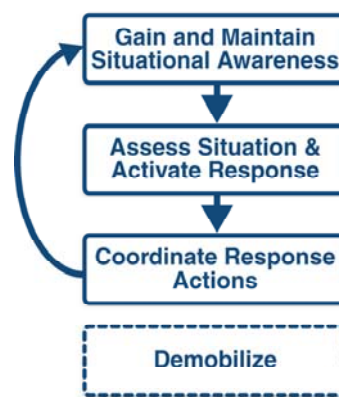 Gain and Maintain
Situational Awareness
Assess Situation &
Activate Response
Coordinate Response
Actions
Demobilize